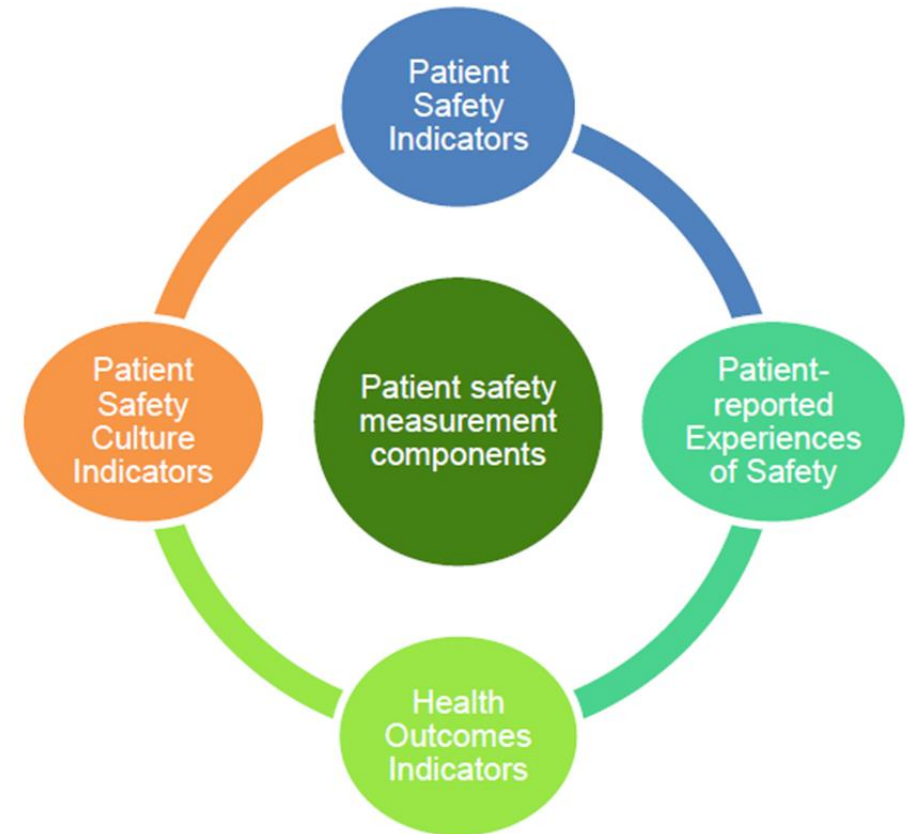 Patient
Safety
Indicators
Patient
Safety
Culture
Indicators
Patient safety
measurement
components
Patient-
reported
Experiences
of Safety
Health
Outcomes
Indicators